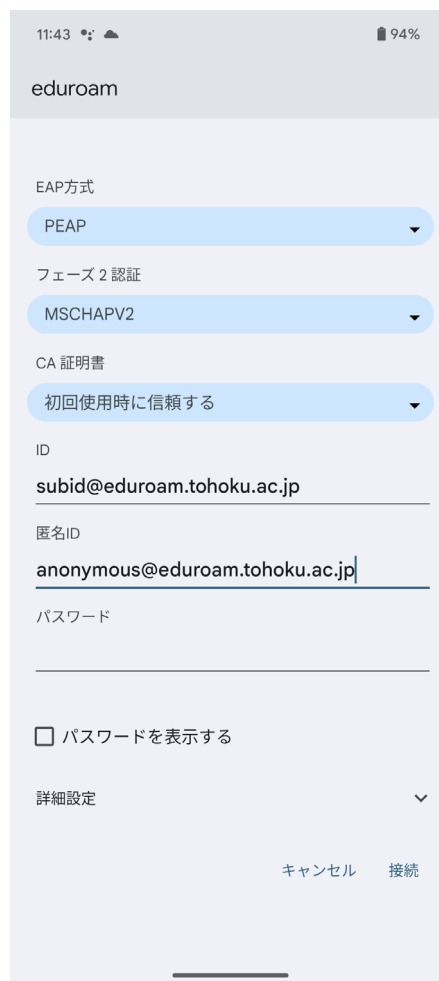 11:43 94%
eduroam
EAP方式
PEAP
フェーズ 2 認証
MSCHAPV2
CA 証明書
初回使用時に信頼する
ID
subid@eduroam.tohoku.ac.jp
匿名ID
anonymous@eduroam.tohoku.ac.jp
パスワード
パスワードを表示する
詳細設定
キャンセル 接続